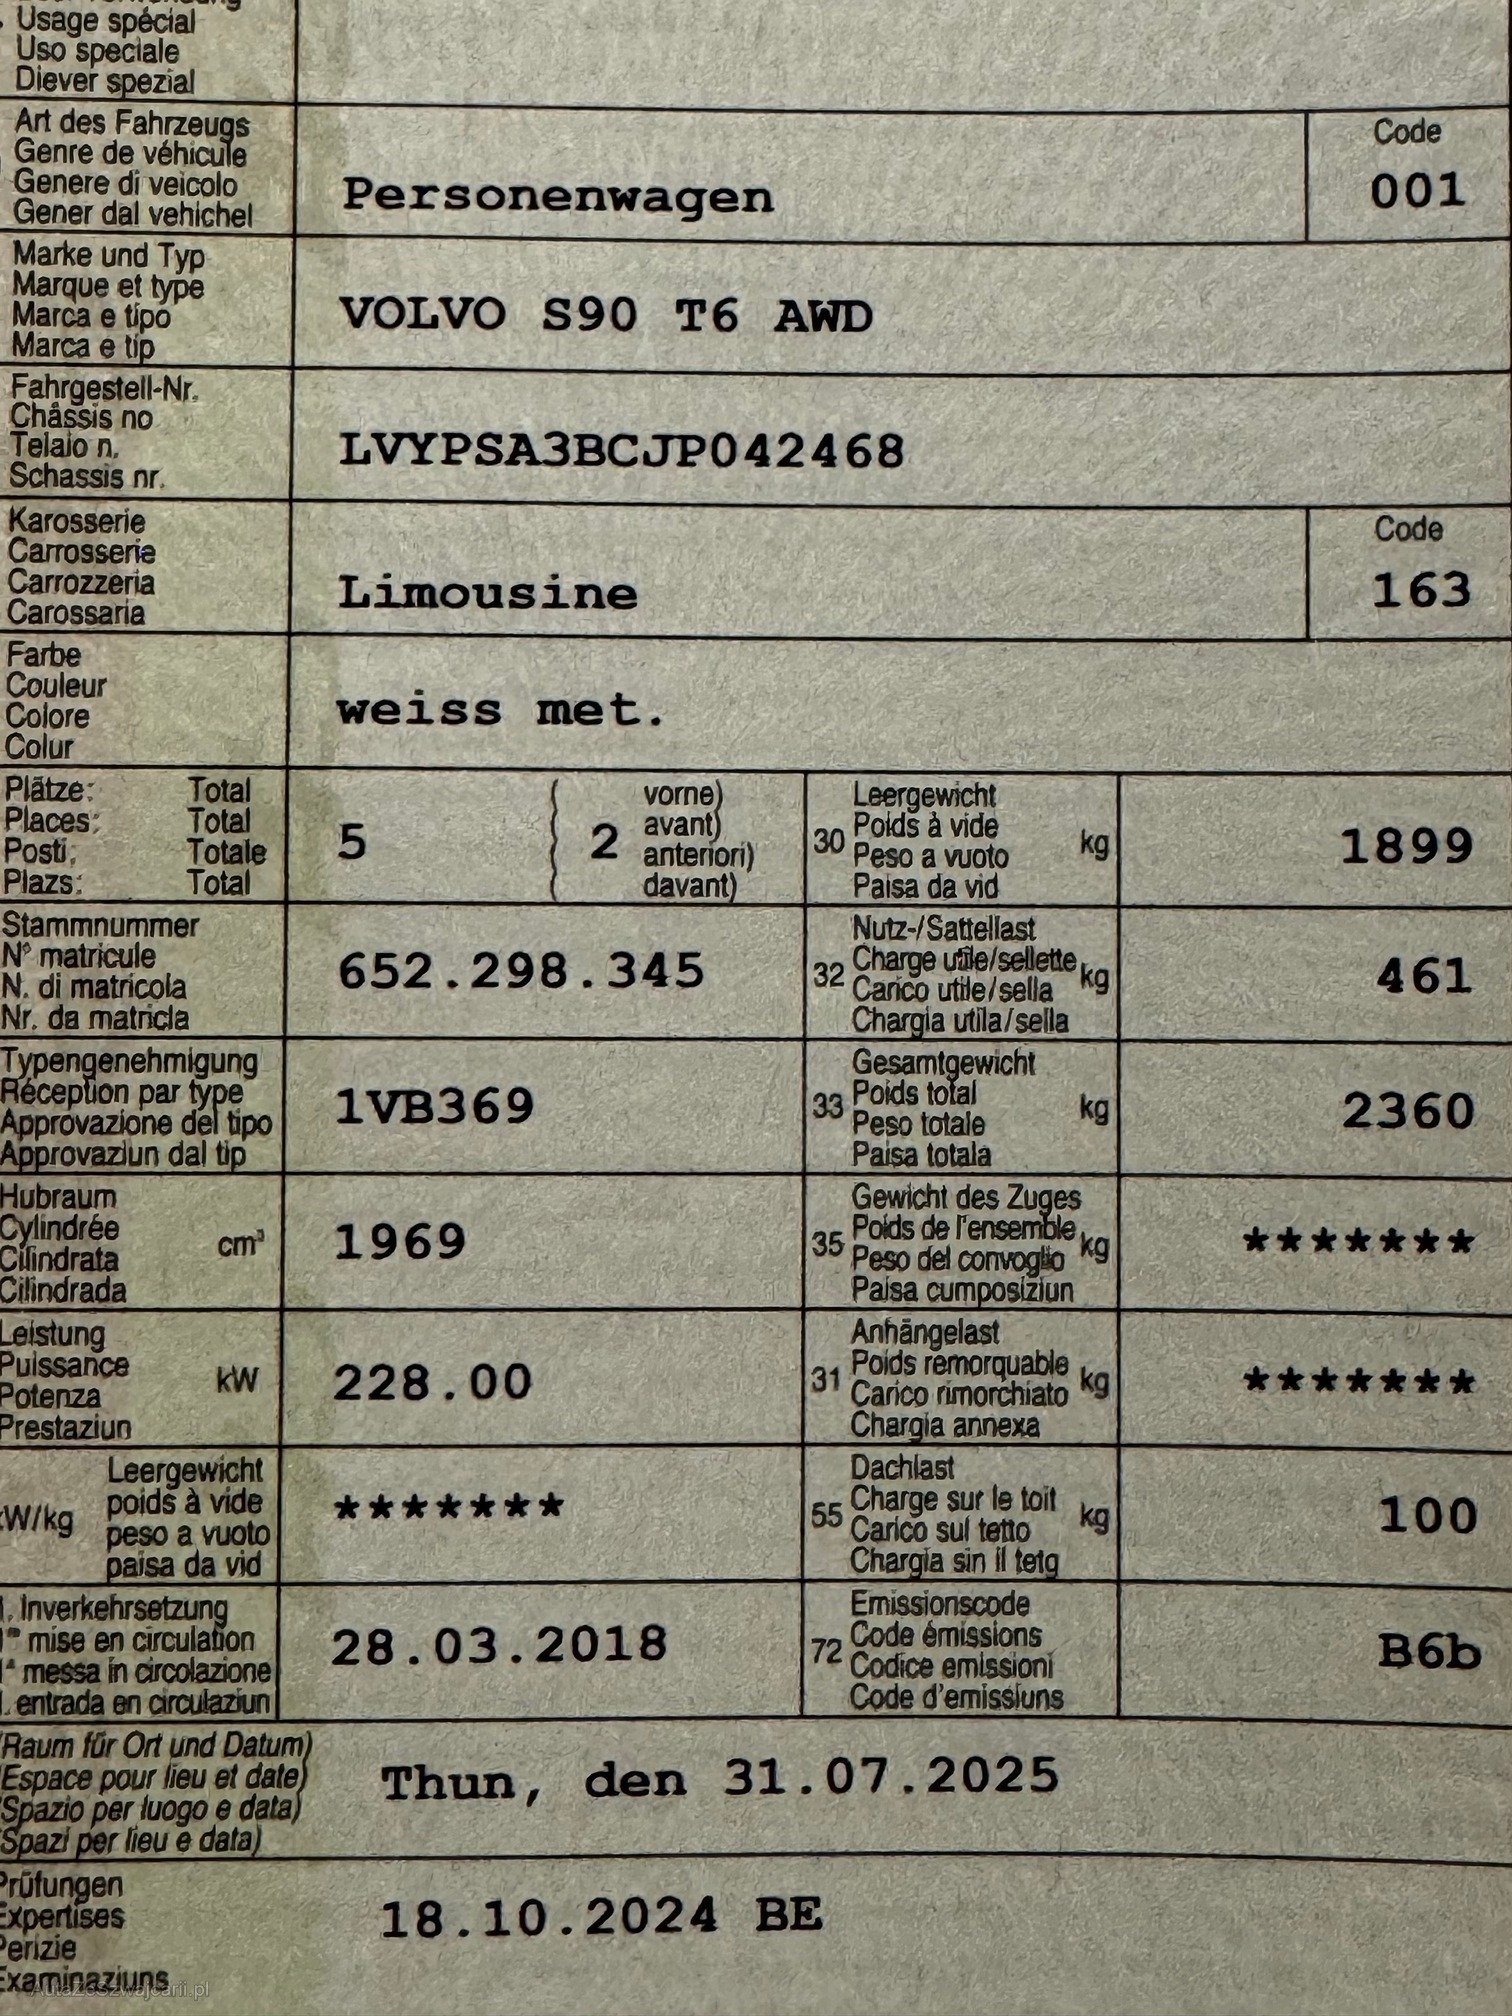 Usage spécial
Uso speciale
Diever spezial
Art des Fahrzeugs
Genre de véhicule
Genere di veicolo
Gener dal vehichel
Personenwagen
Code
001
Marke und Typ
Marque et type
Marca e tipo
Marca e tip
VOLVO S90 T6 AWD
Fahrgestell-Nr.
Châssis no
Telaio n.
Schassis nr.
LVYPSA3BCJP042468
Karosserie
Carrosserie
Carrozzeria
Carossaria
Limousine
Code
163
Farbe
Couleur
Colore
Colur
weiss met.
Plätze: Total
Places: Total
Posti: Totale
Plazs: Total
5
2
vorne)
avant)
anteriori)
davant)
30
Leergewicht
Poids à vide
Peso a vuoto
Paisa da vid
kg
1899
Stammnummer
N° matricule
N. di matricola
Nr. da matricla
652.298.345
32
Nutz-/Sattellast
Charge utile/sellette
Carico utile/sella
Chargia utila/sella
kg
461
Typengenehmigung
Réception par type
Approvazione del tipo
Approvaziun dal tip
1VB369
33
Gesamtgewicht
Poids total
Peso totale
Paisa totala
kg
2360
Hubraum
Cylindrée
Cilindrata
Cilindrada
cm³
1969
35
Gewicht des Zuges
Poids de l'ensemble
Peso del convoglio
Paisa cumposiziun
kg
*******
Leistung
Puissance
Potenza
Prestaziun
kW
228.00
31
Anhängelast
Poids remorquable
Carico rimorchiato
Chargia annexa
kg
*******
kW/kg
Leergewicht
poids à vide
peso a vuoto
paisa da vid
*******
55
Dachlast
Charge sur le toit
Carico sul tetto
Chargia sin il tetg
kg
100
1. Inverkehrsetzung
1re mise en circulation
1a messa in circolazione
1. entrada en circulaziun
28.03.2018
72
Emissionscode
Code émissions
Codice emissioni
Code d'emissiuns
B6b
(Raum für Ort und Datum)
(Espace pour lieu et date)
(Spazio per luogo e data)
(Spazi per lieu e data)
Thun, den 31.07.2025
Prüfungen
Expertises
Perizie
Examinaziuns
18.10.2024 BE
AutaZeSzwajcarii.pl